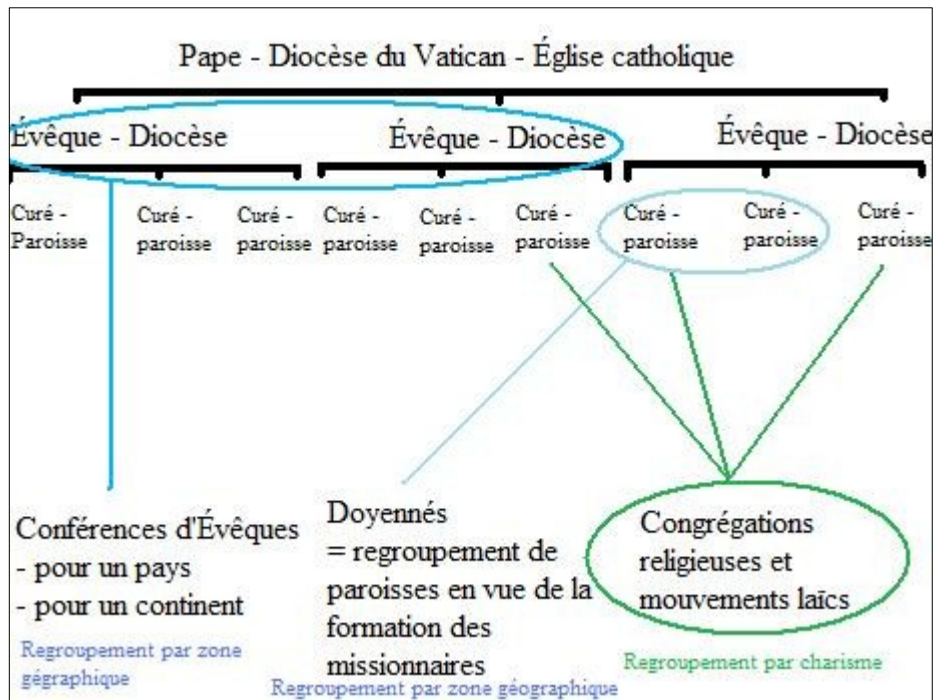 Pape - Diocèse du Vatican - Église catholique
Évêque - Diocèse
Évêque - Diocèse
Évêque - Diocèse
Curé -
Paroisse
Curé -
paroisse
Curé -
paroisse
Curé -
paroisse
Curé -
paroisse
Curé -
paroisse
Curé -
paroisse
Curé -
paroisse
Curé -
paroisse
Conférences d'Évêques
- pour un pays
- pour un continent
Regroupement par zone
gégraphique
Doyennés
= regroupement de
paroisses en vue de la
formation des
missionnaires
Regroupement par zone géographique
Congrégations
religieuses et
mouvements laïcs
Regroupement par charisme